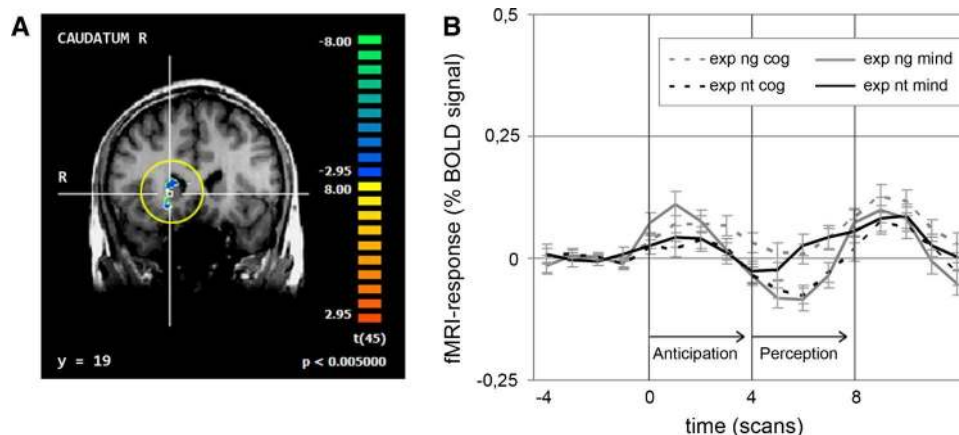 A
CAUDATUM R
-8.00
-2.95
8.00
R
2.95
t(45)
y = 19
p < 0.005000
B
0,5
exp ng cog
exp ng mind
exp nt cog
exp nt mind
0,25
0
-0,25
fMRI-response (% BOLD signal)
Anticipation
Perception
-4
0
4
8
time (scans)